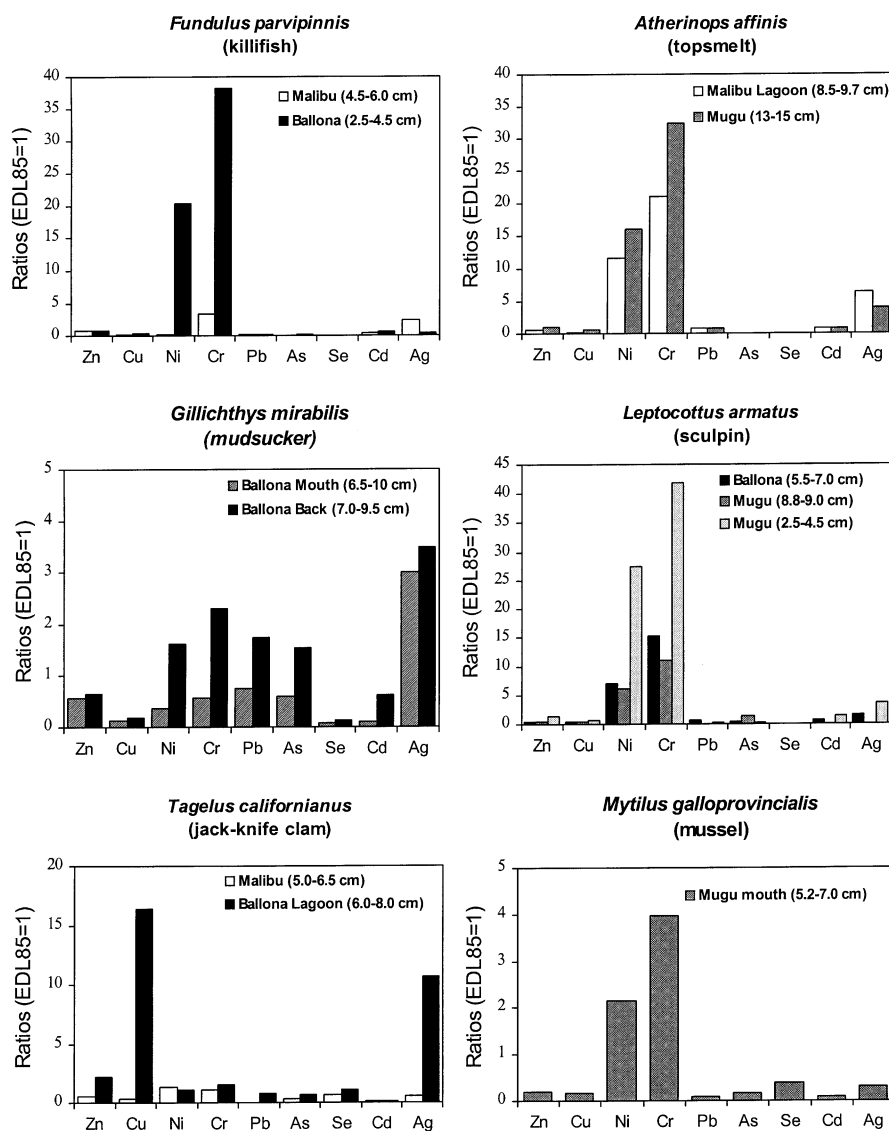 Fundulus parvipinnis
(killifish)
Ratios (EDL85=1)
40
35
30
25
20
15
10
5
0
Malibu (4.5-6.0 cm)
Ballona (2.5-4.5 cm)
Zn Cu Ni Cr Pb As Se Cd Ag
Atherinops affinis
(topsmelt)
Ratios (EDL85=1)
40
35
30
25
20
15
10
5
0
Malibu Lagoon (8.5-9.7 cm)
Mugu (13-15 cm)
Zn Cu Ni Cr Pb As Se Cd Ag
Gillichthys mirabilis
(mudsucker)
Ratios (EDL85=1)
5
4
3
2
1
0
Ballona Mouth (6.5-10 cm)
Ballona Back (7.0-9.5 cm)
Zn Cu Ni Cr Pb As Se Cd Ag
Leptocottus armatus
(sculpin)
Ratios (EDL85=1)
45
40
35
30
25
20
15
10
5
0
Ballona (5.5-7.0 cm)
Mugu (8.8-9.0 cm)
Mugu (2.5-4.5 cm)
Zn Cu Ni Cr Pb As Se Cd Ag
Tagelus californianus
(jack-knife clam)
Ratios (EDL85=1)
20
15
10
5
0
Malibu (5.0-6.5 cm)
Ballona Lagoon (6.0-8.0 cm)
Zn Cu Ni Cr Pb As Se Cd Ag
Mytilus galloprovincialis
(mussel)
Ratios (EDL85=1)
5
4
3
2
1
0
Mugu mouth (5.2-7.0 cm)
Zn Cu Ni Cr Pb As Se Cd Ag